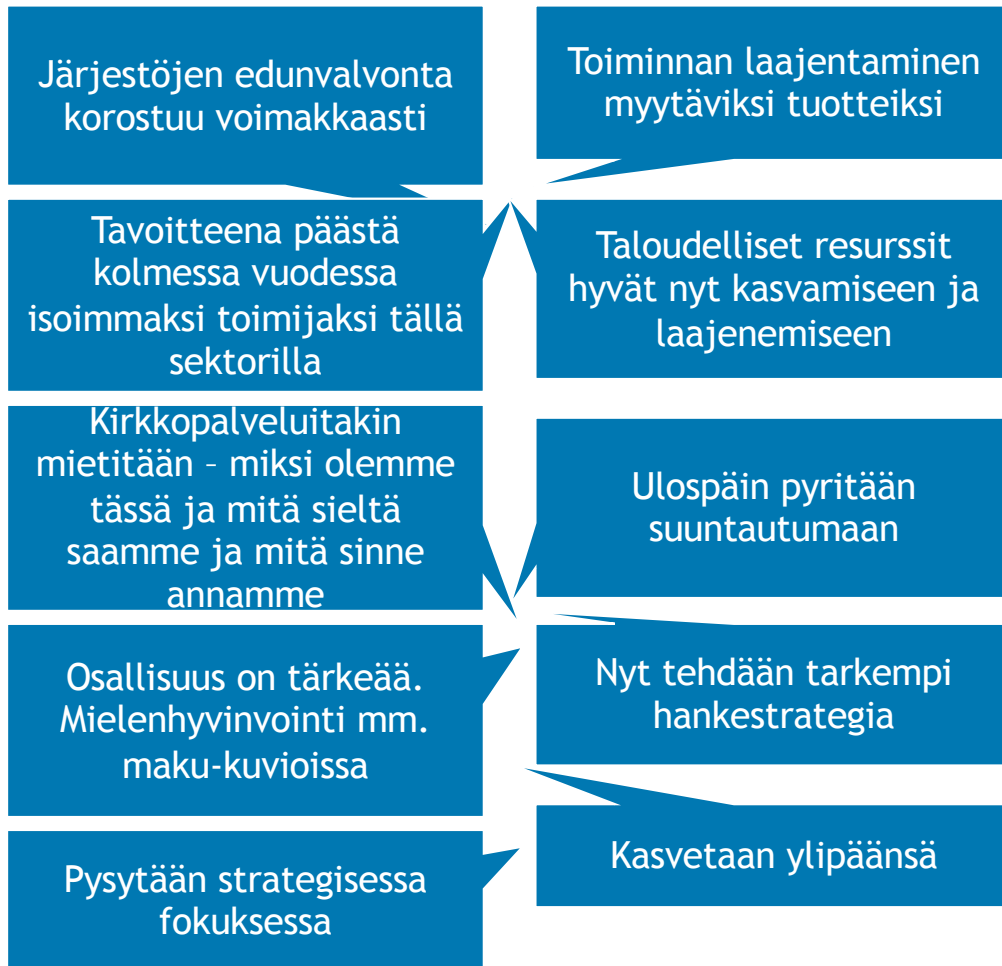 Järjestöjen edunvalvonta
korostuu voimakkaasti
Toiminnan laajentaminen
myytäviksi tuotteiksi
Tavoitteena päästä
kolmessa vuodessa
isoimmaksi toimijaksi tällä
sektorilla
Taloudelliset resurssit
hyvät nyt kasvamiseen ja
laajenemiseen
Kirkkopalveluitakin
mietitään – miksi olemme
tässä ja mitä sieltä
saamme ja mitä sinne
annamme
Ulospäin pyritään
suuntautumaan
Osallisuus on tärkeää.
Mielenhyvinvointi mm.
maku-kuvioissa
Nyt tehdään tarkempi
hankestrategia
Pysytään strategisessa
fokuksessa
Kasvetaan ylipäänsä